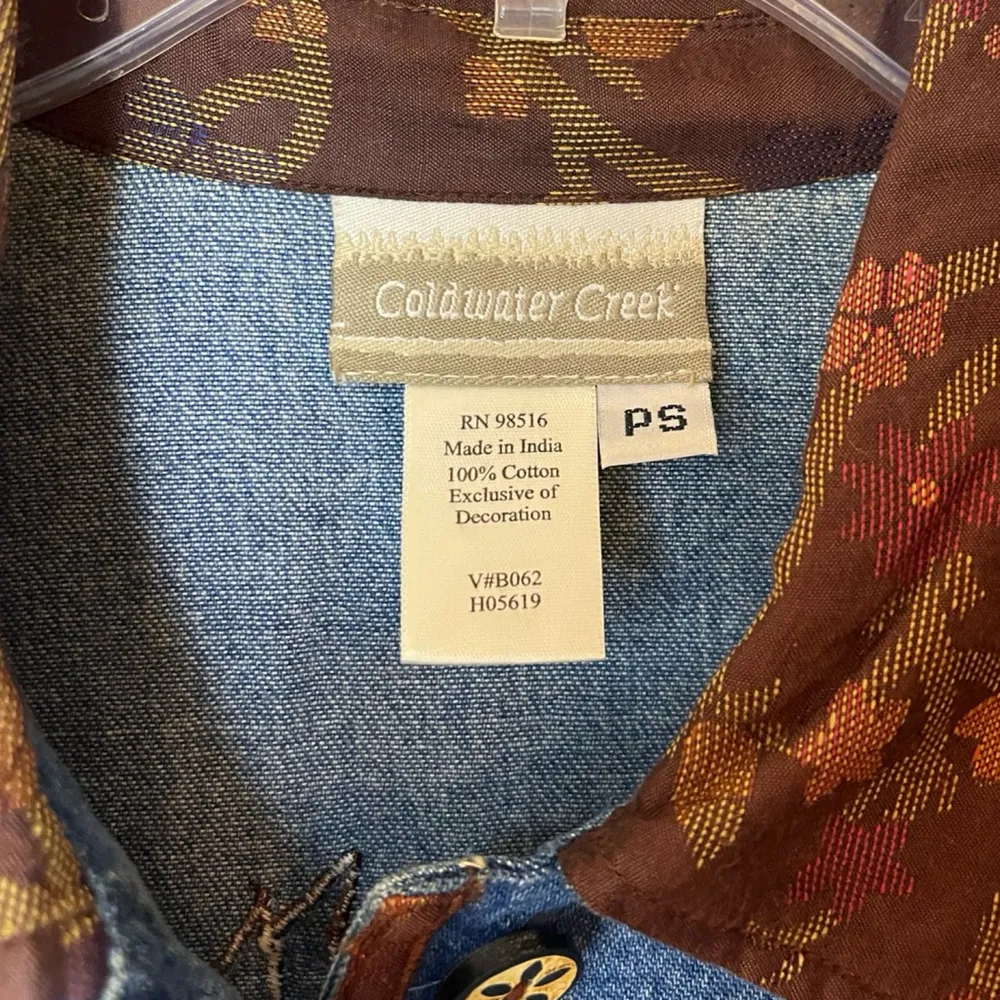 Coldwater Creek
PS
RN 98516
Made in India
100% Cotton
Exclusive of
Decoration
V#B062
H05619